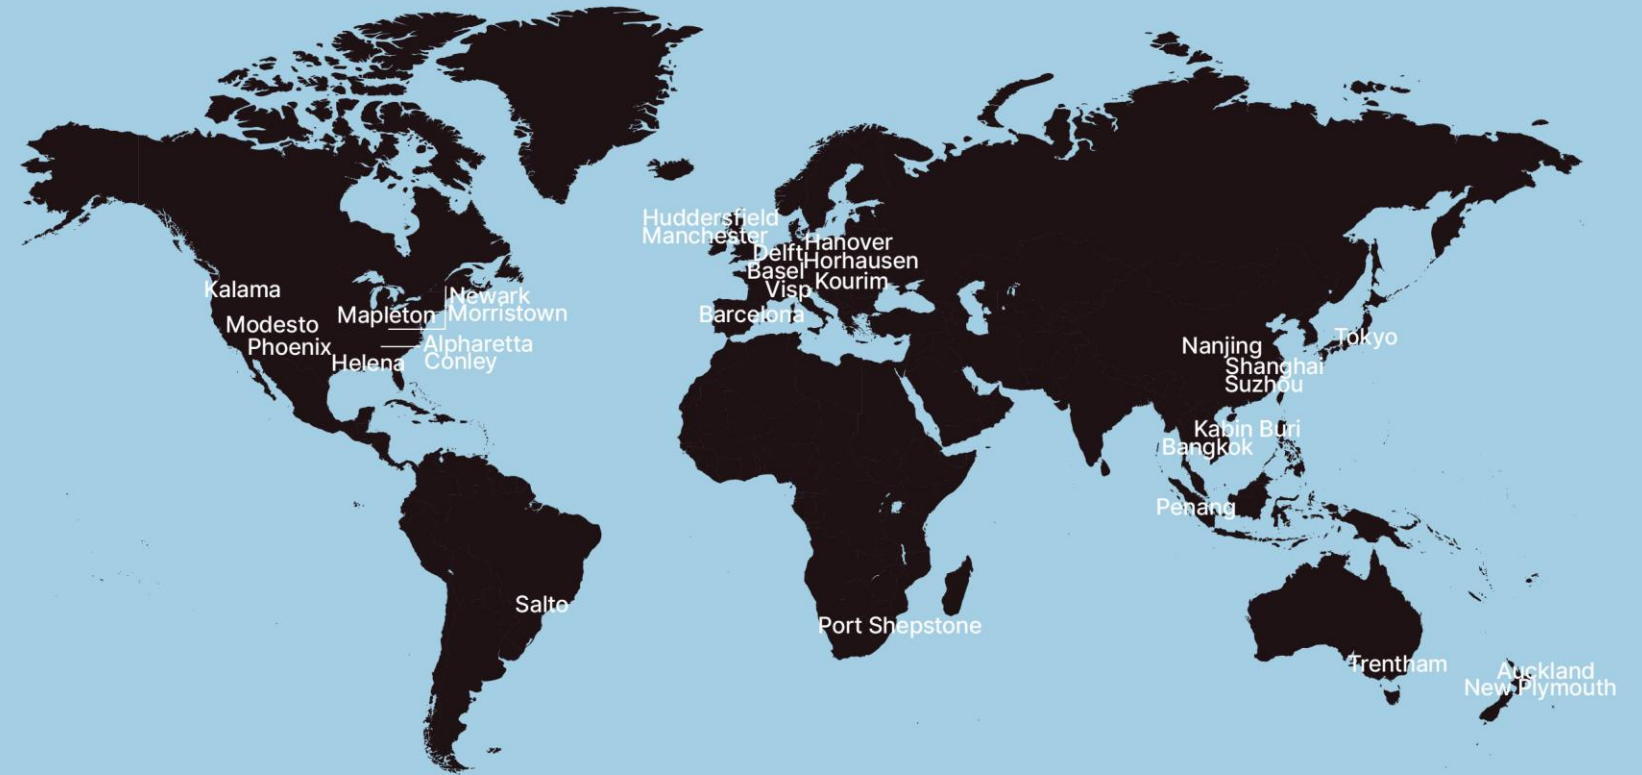 Huddersfield
Manchester
Hanover
Delft
Horhausen
Basel
Kourim
Visp
Barcelona
Kalama
Newark
Mapleton
Morristown
Modesto
Phoenix
Alpharetta
Helena
Conley
Tokyo
Nanjing
Shanghai
Suzhou
Kabin Buri
Bangkok
Penang
Salto
Port Shepstone
Trentham
Auckland
New Plymouth